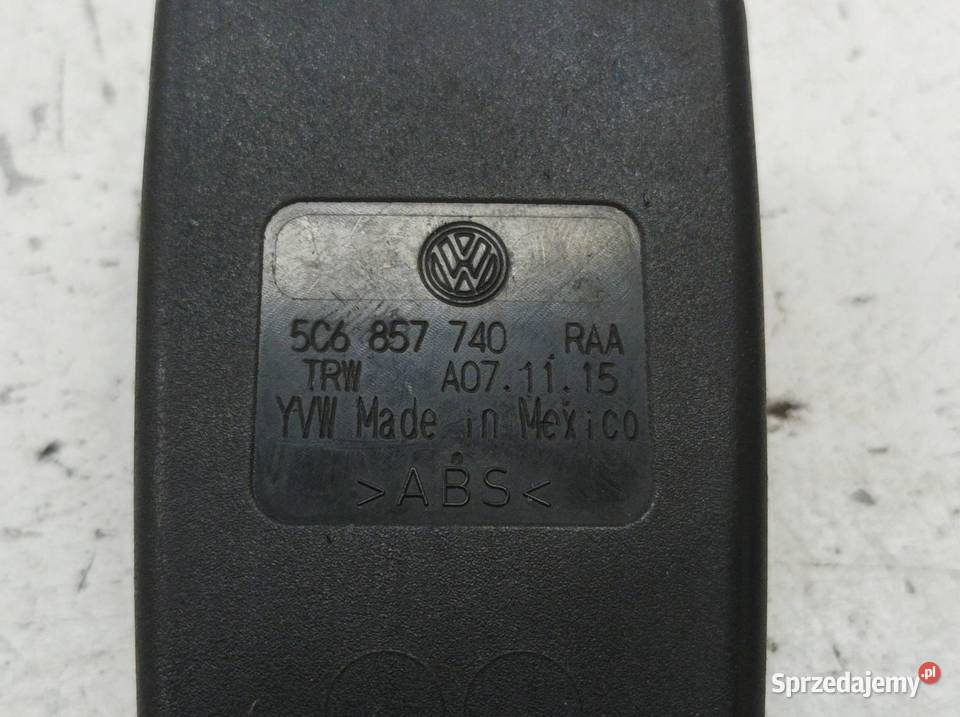 5C6 857 740 RAA
TRW A07.11.15
YVW Made in Mexico
>ABS<
Sprzedajemy.pl